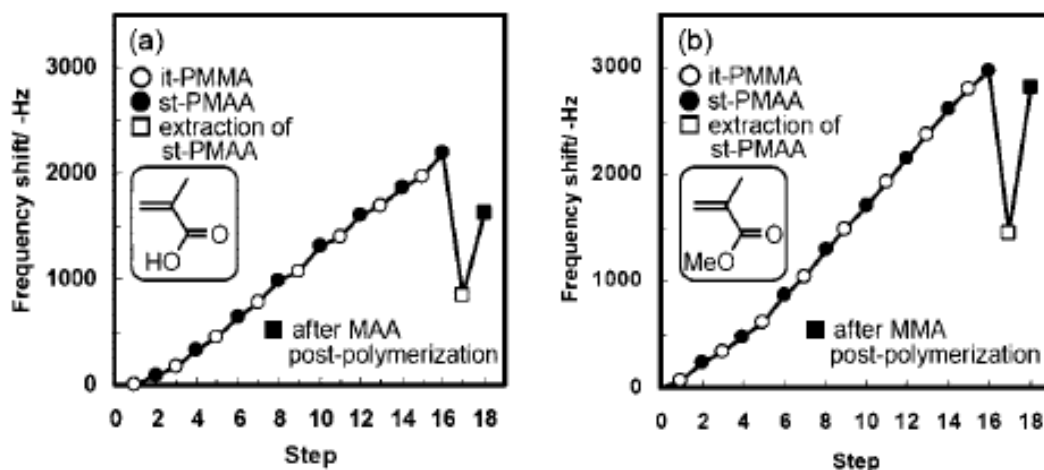 (a)
3000
2000
1000
0
Frequency shift/ -Hz
it-PMMA
st-PMAA
extraction of
st-PMAA
HO
O
after MAA
post-polymerization
0 2 4 6 8 10 12 14 16 18
Step
(b)
3000
2000
1000
0
Frequency shift/ -Hz
it-PMMA
st-PMAA
extraction of
st-PMAA
MeO
O
after MMA
post-polymerization
0 2 4 6 8 10 12 14 16 18
Step